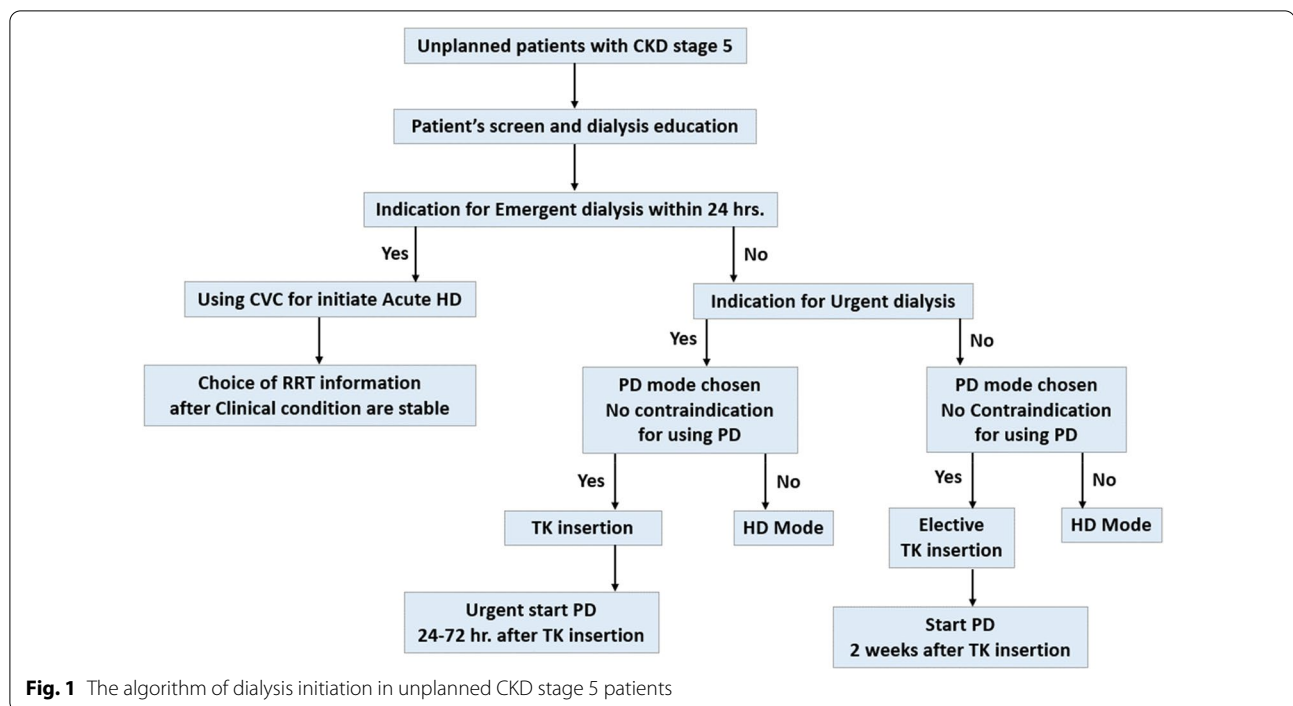 Unplanned patients with CKD stage 5
Patient's screen and dialysis education
Indication for Emergent dialysis within 24 hrs.
Yes
No
Using CVC for initiate Acute HD
Indication for Urgent dialysis
Yes
No
Choice of RRT information
after Clinical condition are stable
PD mode chosen
No contraindication
for using PD
PD mode chosen
No Contraindication
for using PD
Yes
No
Yes
No
TK insertion
HD Mode
Elective
TK insertion
HD Mode
Urgent start PD
24-72 hr. after TK insertion
Start PD
2 weeks after TK insertion
Fig. 1 The algorithm of dialysis initiation in unplanned CKD stage 5 patients